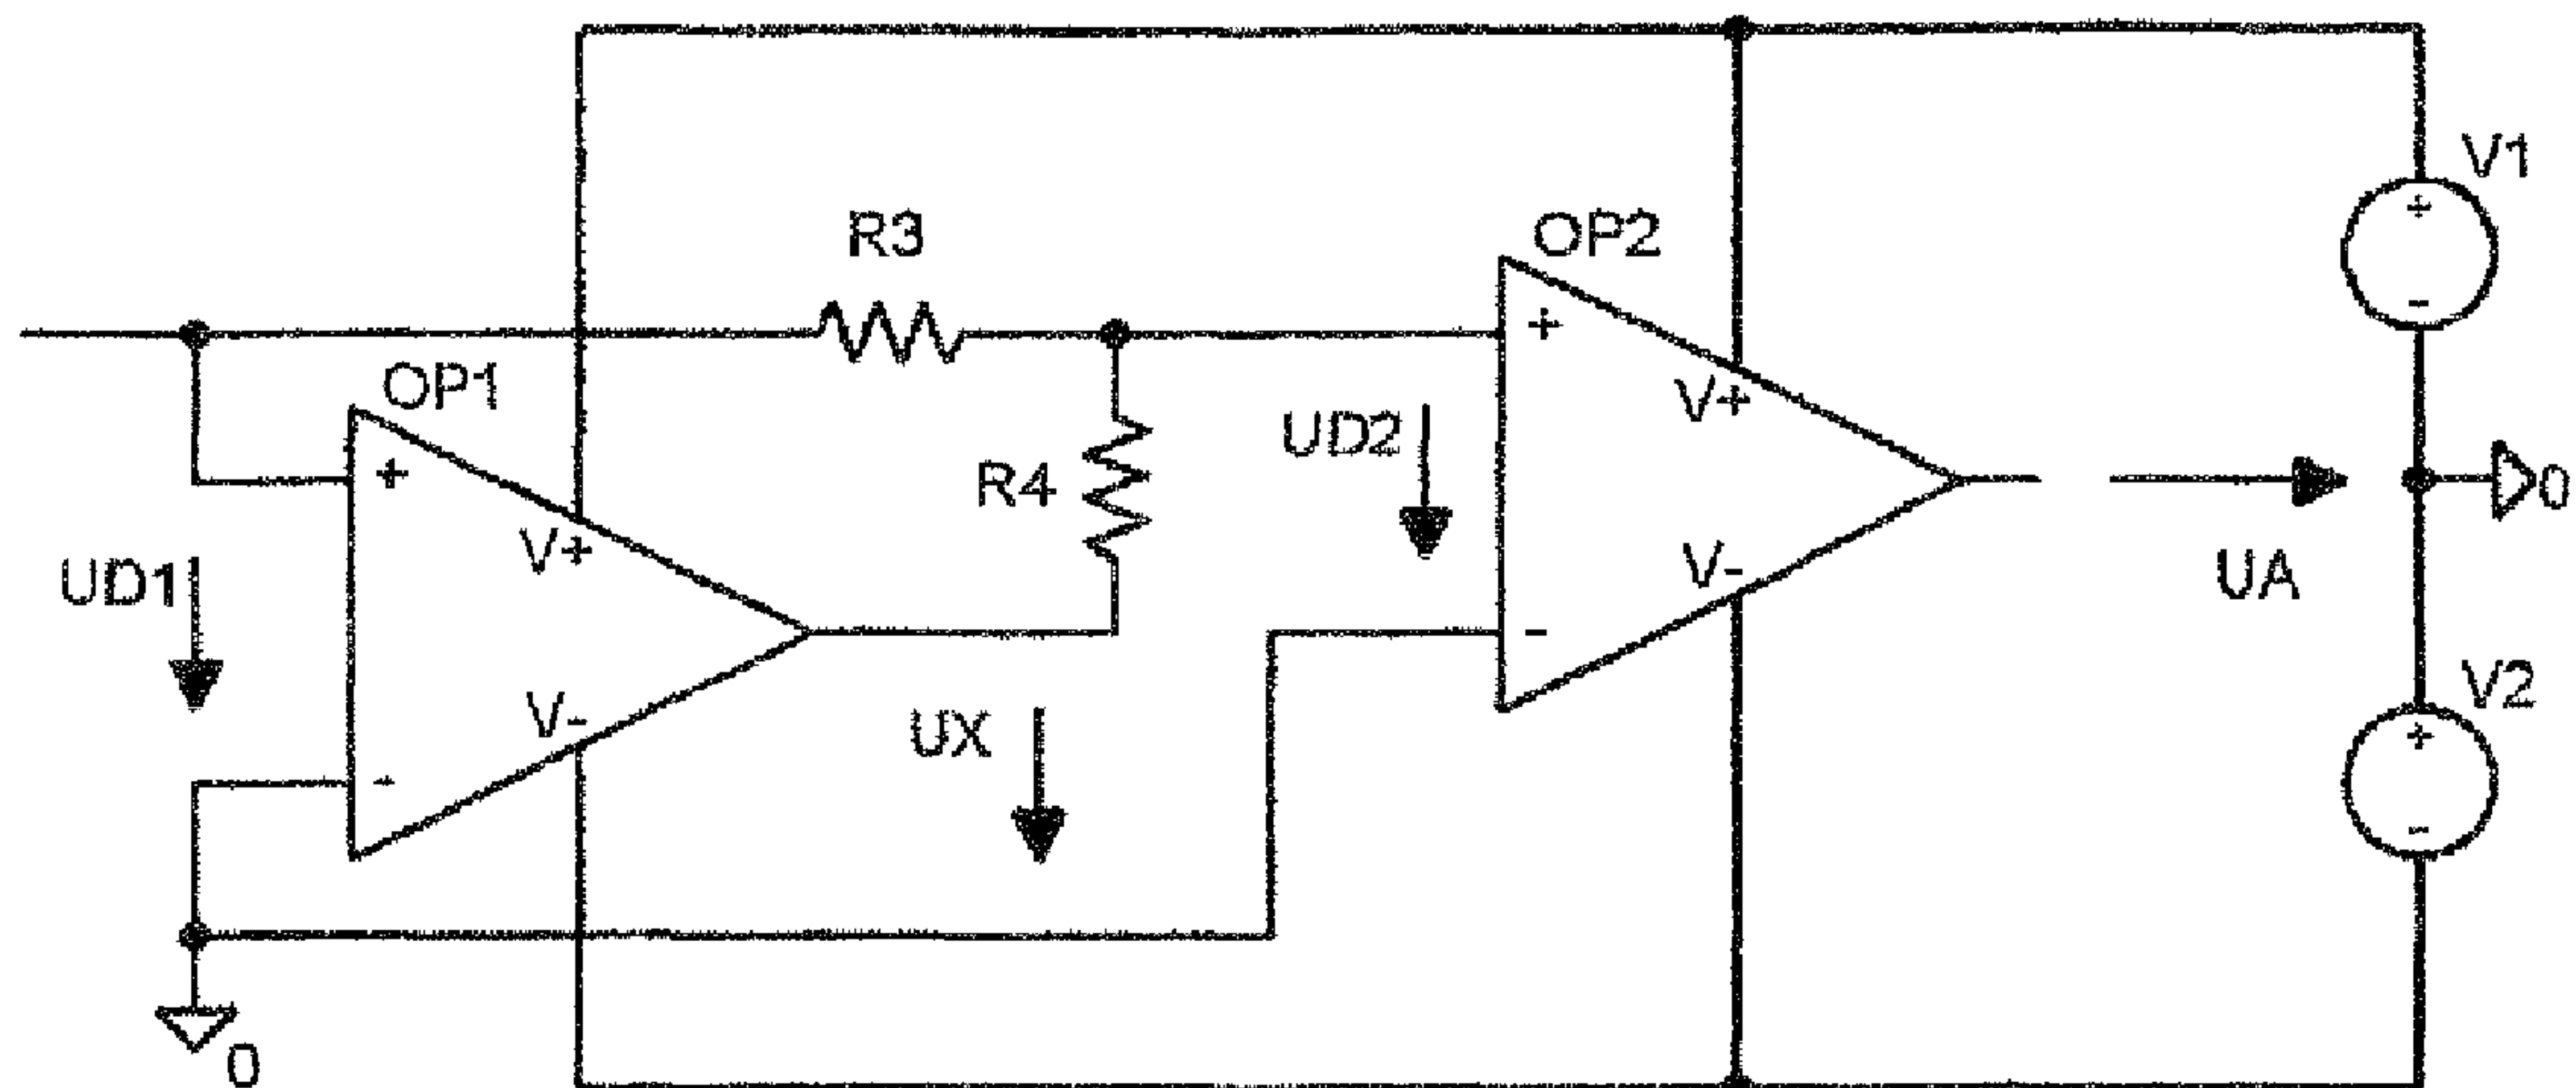 V1
R3
OP2
+
-
OP1
+
V+
UD2
+
R4
V+
0
UD1
V+
V-
UA
-
V2
V-
UX
+
-
-
0